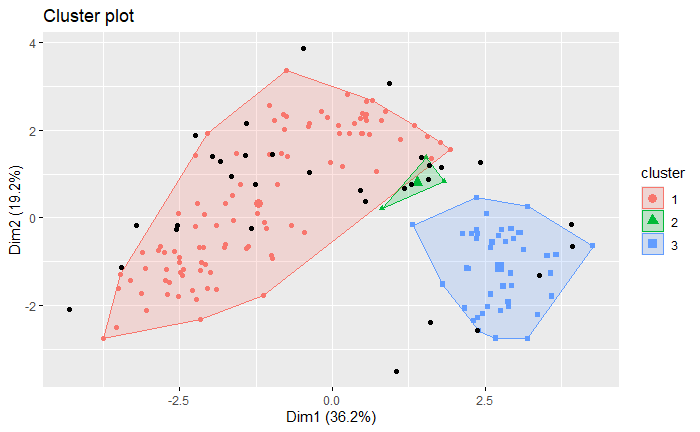 Cluster plot
4
2
0
-2
Dim2 (19.2%)
-2.5
0.0
2.5
Dim1 (36.2%)
cluster
1
2
3